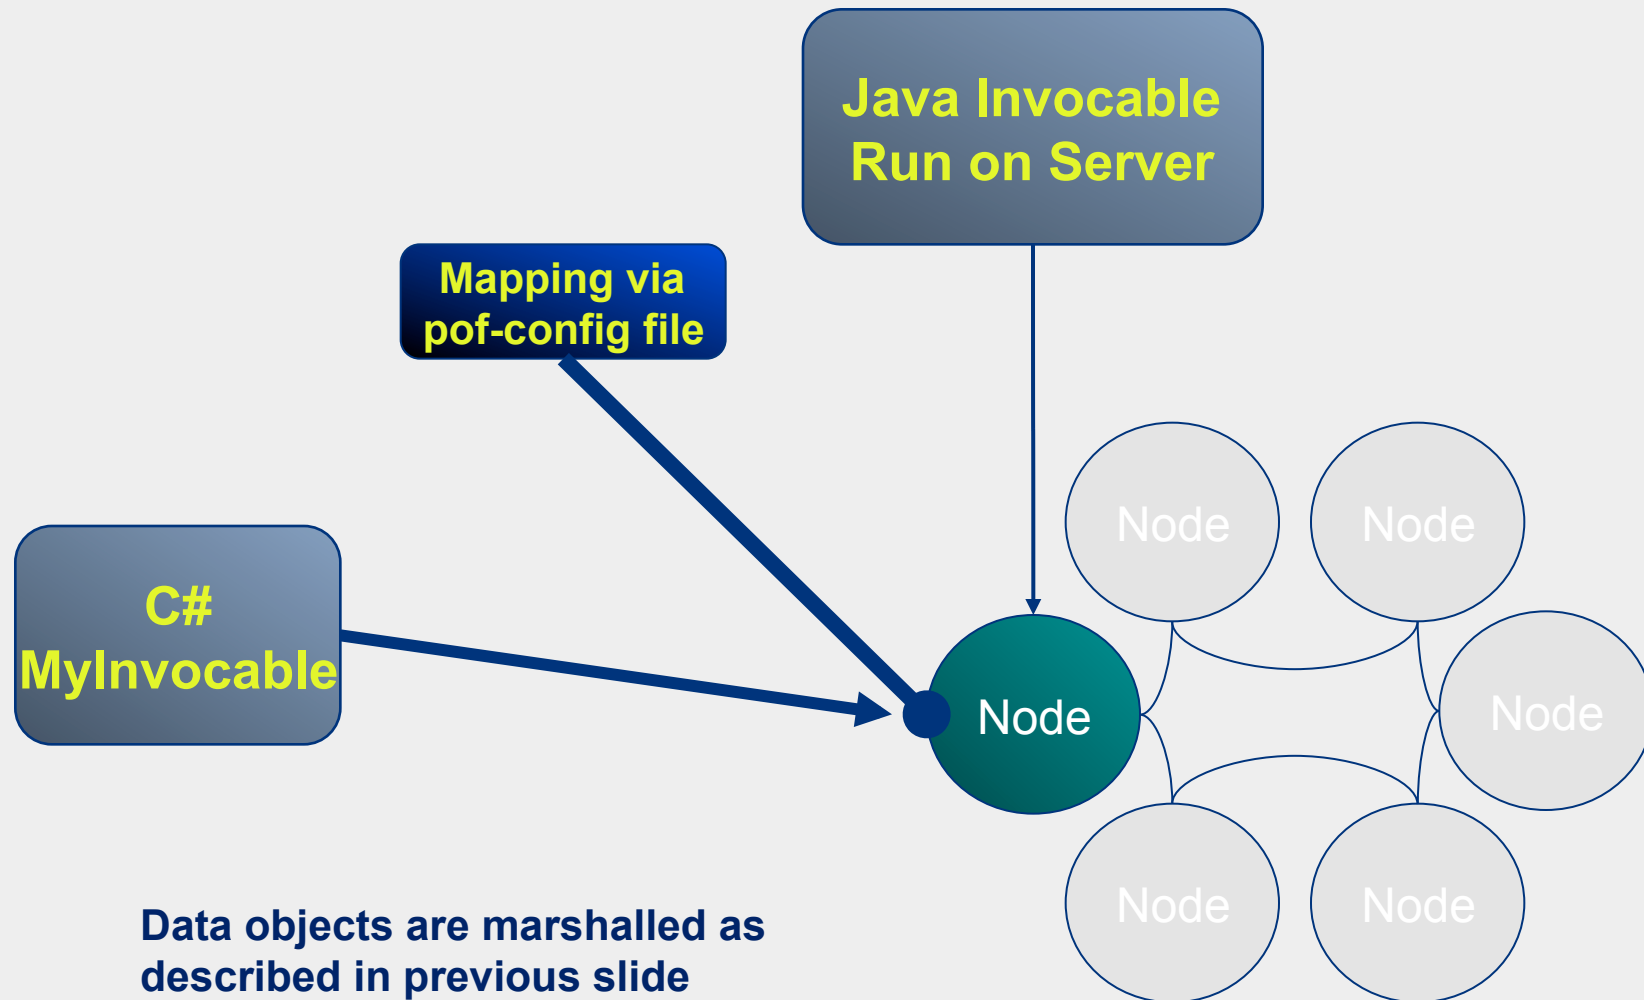 Java Invocable
Run on Server
Mapping via
pof-config file
C#
MyInvocable
Node
Node
Node
Node
Node
Node
Data objects are marshalled as
described in previous slide